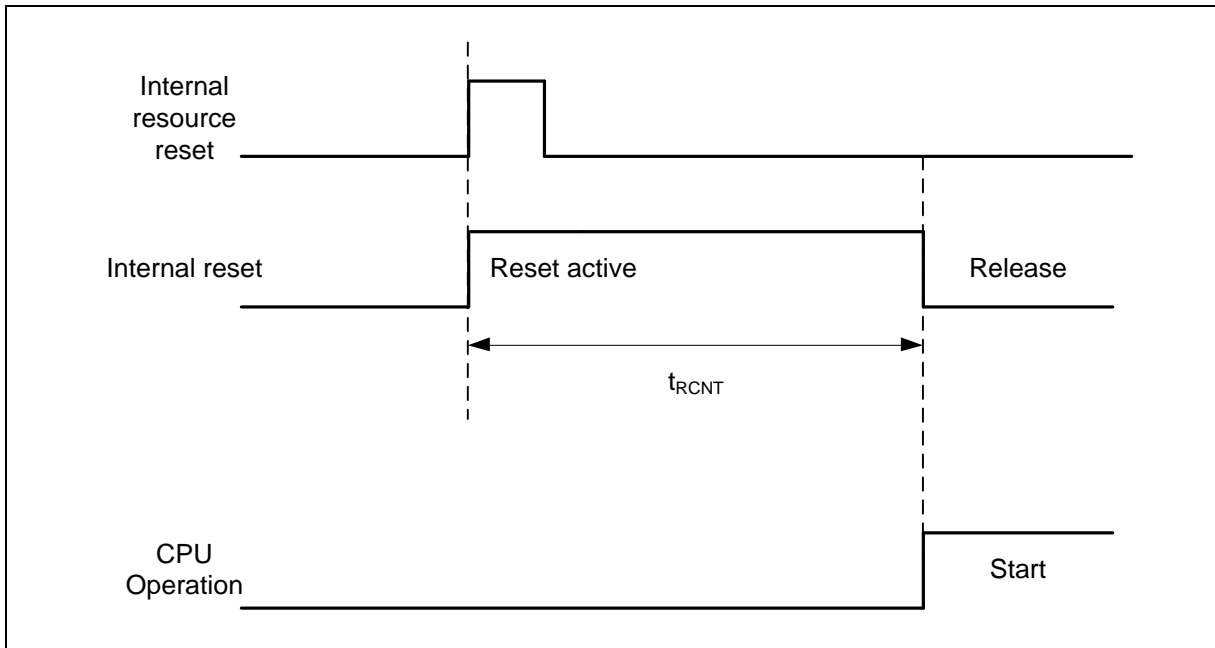 Internal
resource
reset
Internal reset
Reset active
Release
tRCNT
CPU
Operation
Start